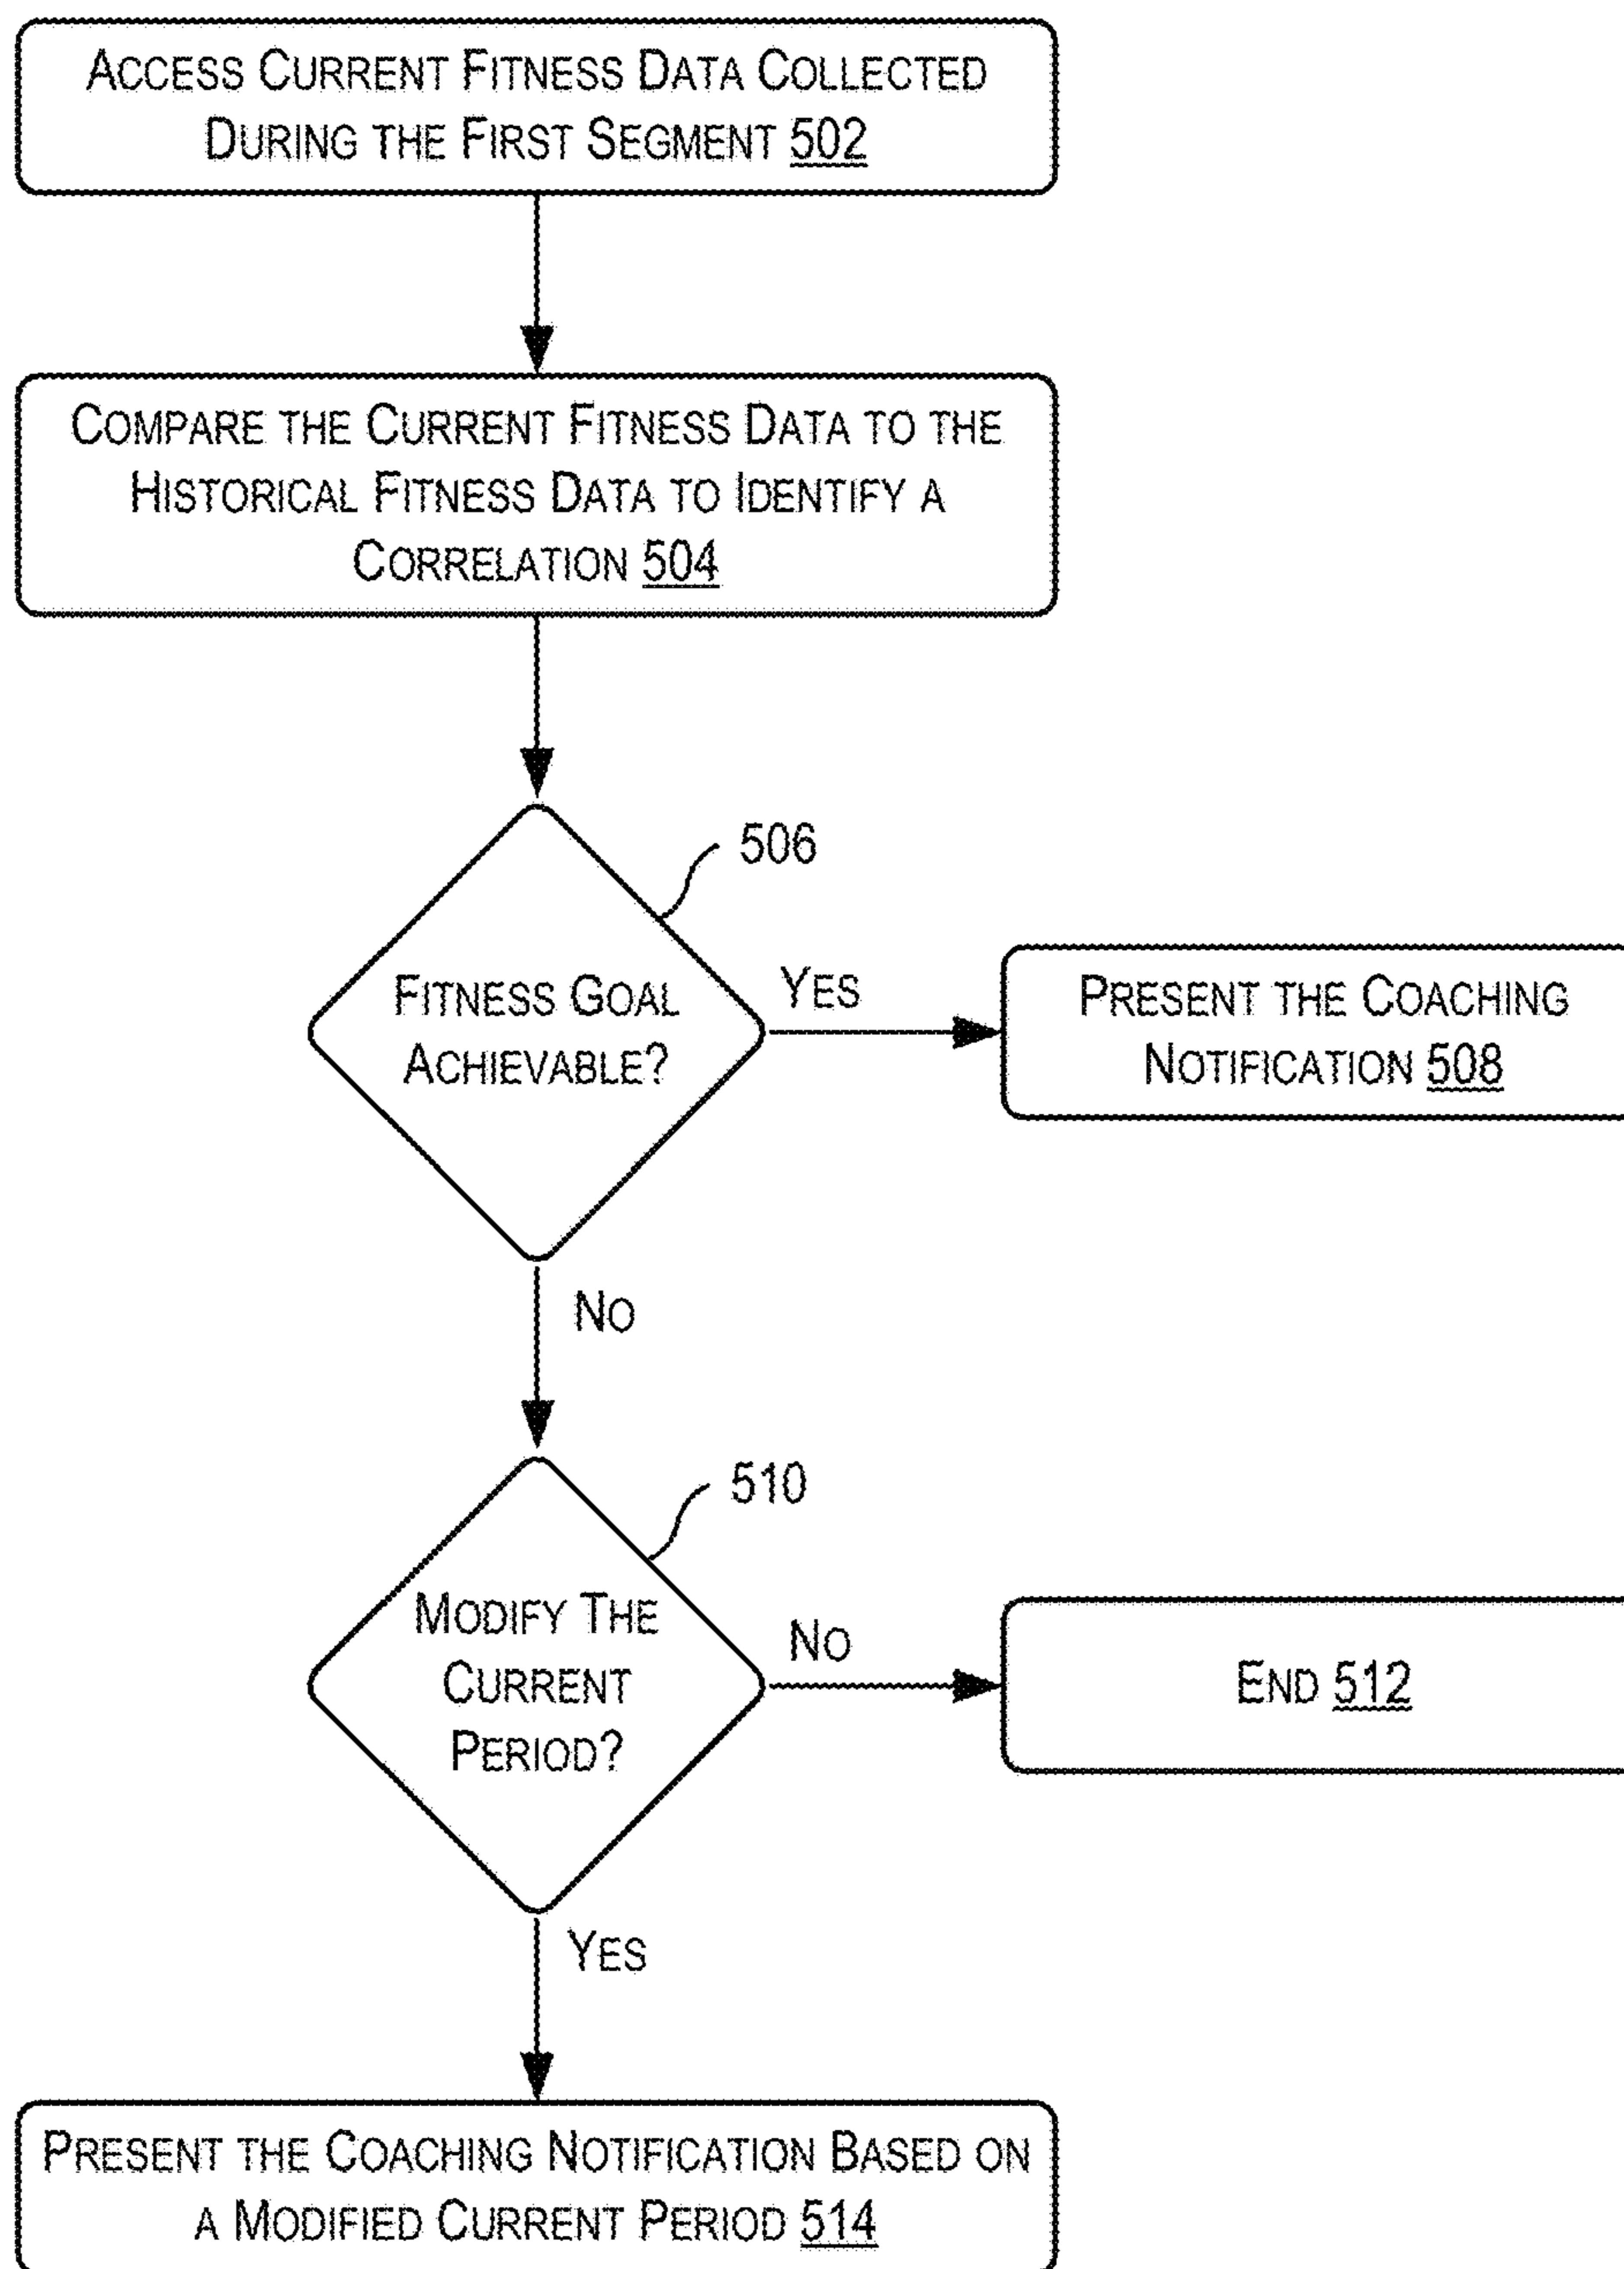 ACCESS CURRENT FITNESS DATA COLLECTED
DURING THE FIRST SEGMENT 502
COMPARE THE CURRENT FITNESS DATA TO THE
HISTORICAL FITNESS DATA TO IDENTIFY A
CORRELATION 504
506
FITNESS GOAL
ACHIEVABLE?
YES
PRESENT THE COACHING
NOTIFICATION 508
NO
510
MODIFY THE
CURRENT
PERIOD?
NO
END 512
YES
PRESENT THE COACHING NOTIFICATION BASED ON
A MODIFIED CURRENT PERIOD 514